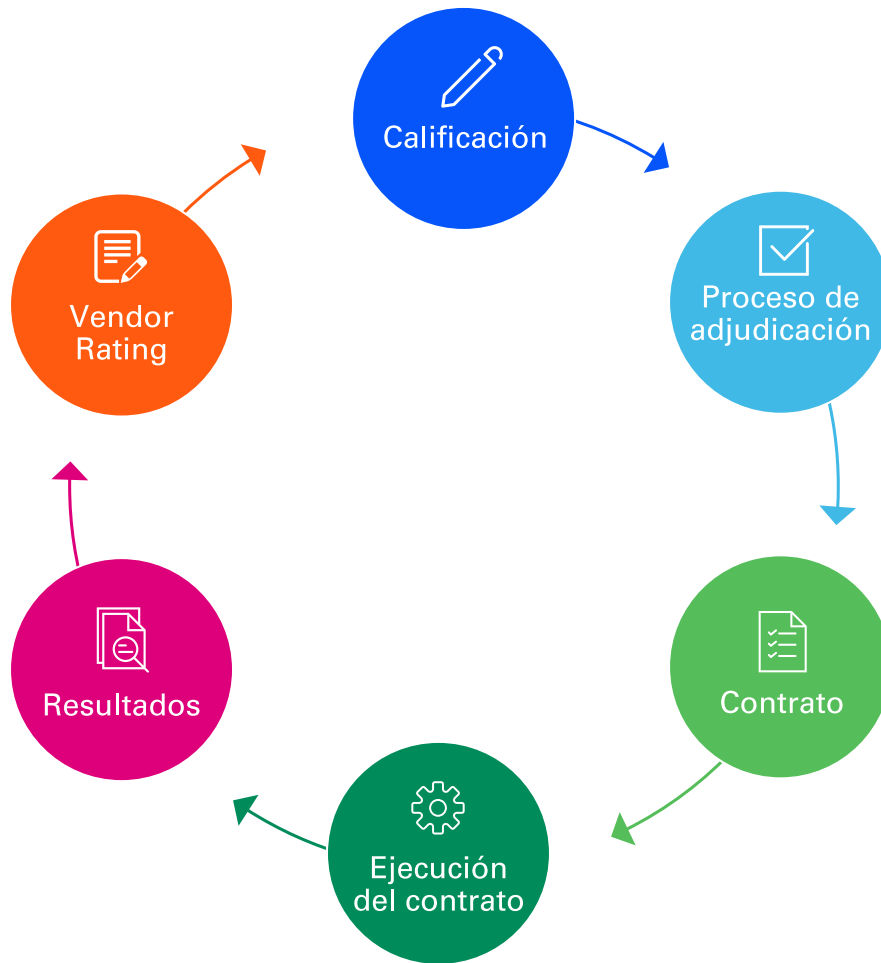 Calificación
Proceso de
adjudicación
Contrato
Ejecución
del contrato
Resultados
Vendor
Rating